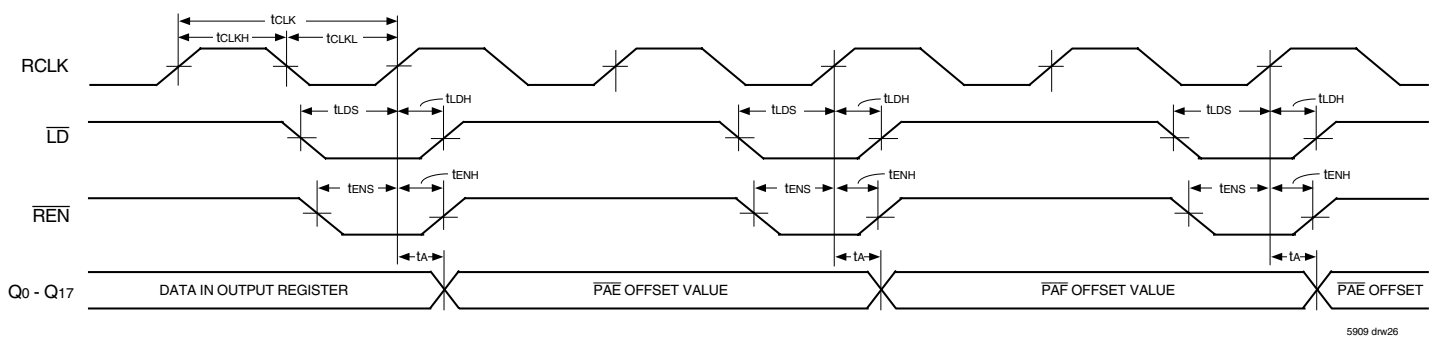 tCLK
tCLKH tCLKL
RCLK
tLDS tLDH tLDS tLDH tLDS tLDH
LD
tENS tENH tENS tENH tENS tENH
REN
tA tA tA
Q0 - Q17 DATA IN OUTPUT REGISTER PAE OFFSET VALUE PAF OFFSET VALUE PAE OFFSET
5909 drw26